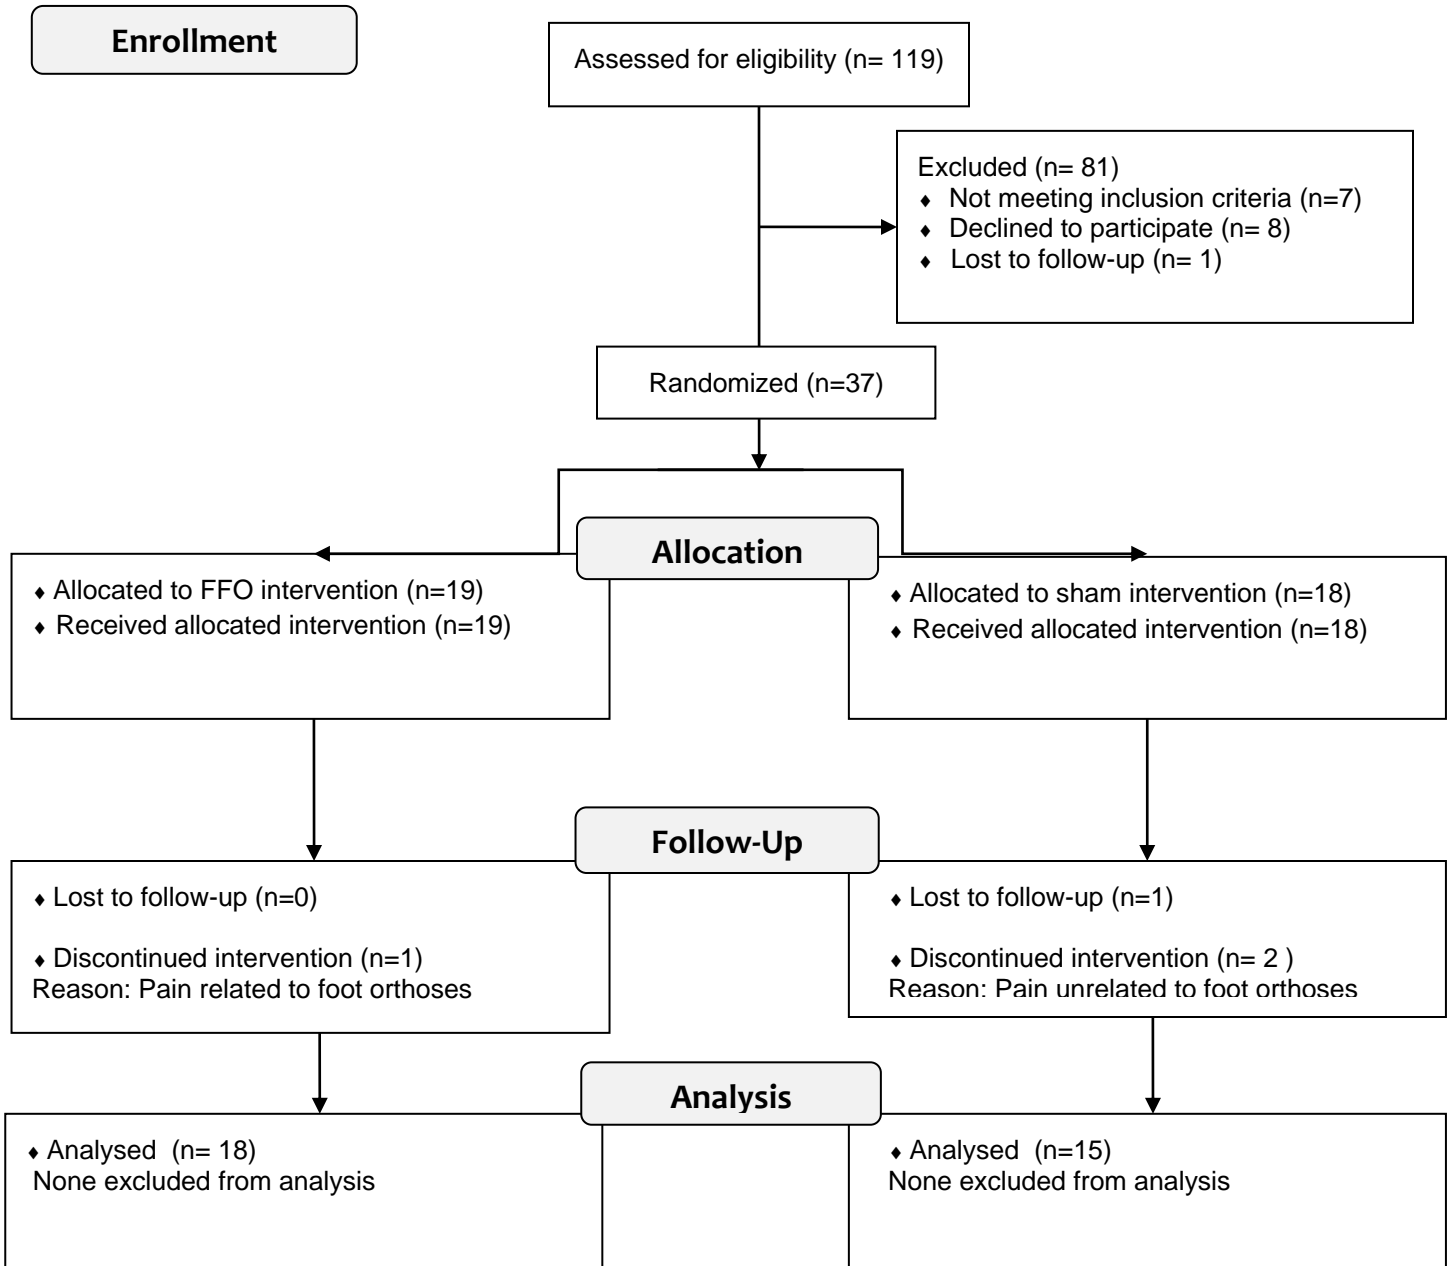 Enrollment
Assessed for eligibility (n= 119)
Excluded (n= 81)
♦ Not meeting inclusion criteria (n=7)
♦ Declined to participate (n= 8)
♦ Lost to follow-up (n= 1)
Randomized (n=37)
Allocation
♦ Allocated to FFO intervention (n=19)
♦ Received allocated intervention (n=19)
♦ Allocated to sham intervention (n=18)
♦ Received allocated intervention (n=18)
Follow-Up
♦ Lost to follow-up (n=0)
♦ Discontinued intervention (n=1)
Reason: Pain related to foot orthoses
♦ Lost to follow-up (n=1)
♦ Discontinued intervention (n= 2 )
Reason: Pain unrelated to foot orthoses
Analysis
♦ Analysed (n= 18)
None excluded from analysis
♦ Analysed (n=15)
None excluded from analysis